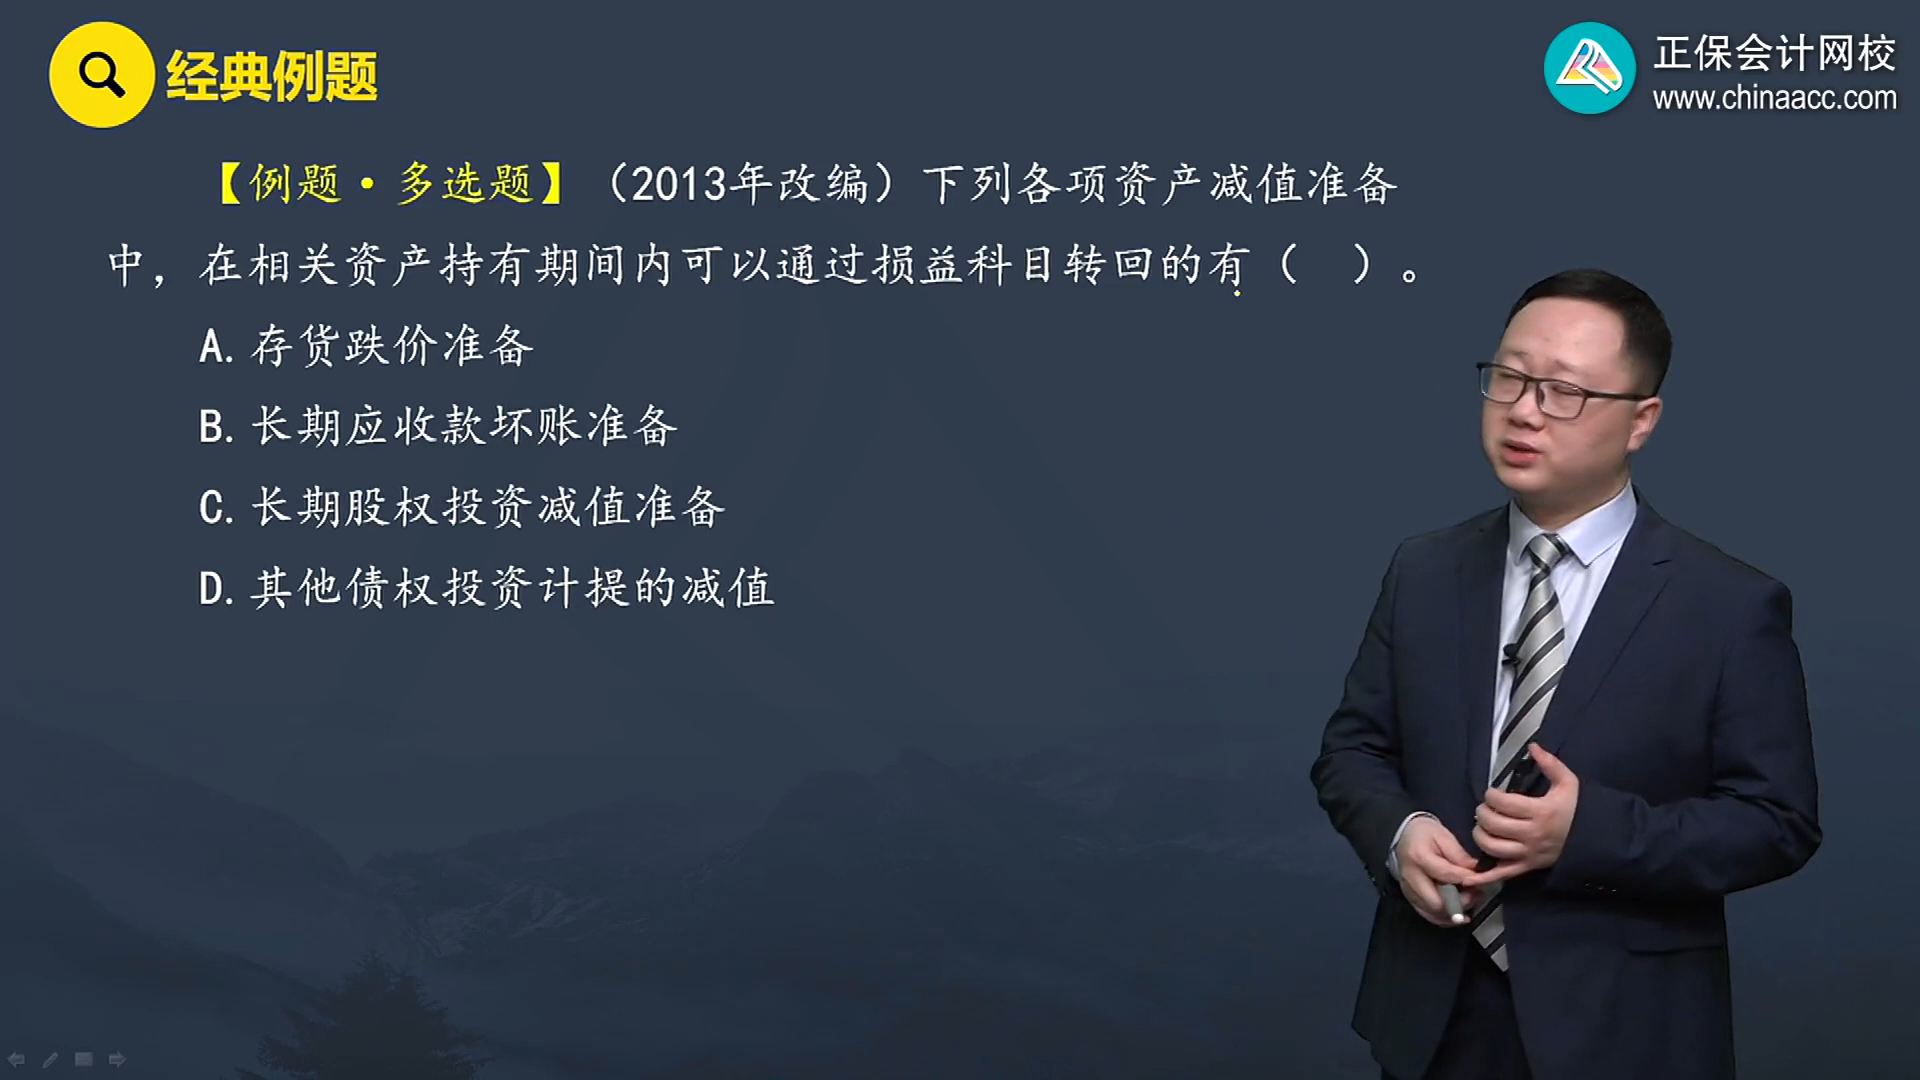 经典例题
正保会计网校
www.chinaacc.com
【例题·多选题】（2013年改编）下列各项资产减值准备
中，在相关资产持有期间内可以通过损益科目转回的有（　）。
A. 存货跌价准备
B. 长期应收款坏账准备
C. 长期股权投资减值准备
D. 其他债权投资计提的减值